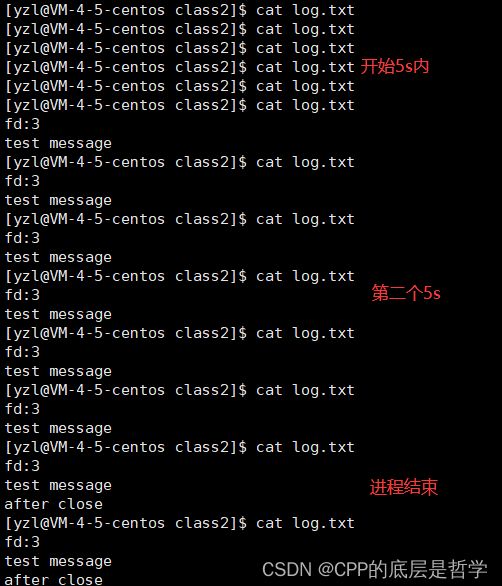 [yzl@VM-4-5-centos class2]$ cat log.txt
[yzl@VM-4-5-centos class2]$ cat log.txt
[yzl@VM-4-5-centos class2]$ cat log.txt
[yzl@VM-4-5-centos class2]$ cat log.txt 开始5s内
[yzl@VM-4-5-centos class2]$ cat log.txt
[yzl@VM-4-5-centos class2]$ cat log.txt
fd:3
test message
[yzl@VM-4-5-centos class2]$ cat log.txt
fd:3
test message
[yzl@VM-4-5-centos class2]$ cat log.txt
fd:3
test message
[yzl@VM-4-5-centos class2]$ cat log.txt
fd:3 第二个5s
test message
[yzl@VM-4-5-centos class2]$ cat log.txt
fd:3
test message
[yzl@VM-4-5-centos class2]$ cat log.txt
fd:3
test message
[yzl@VM-4-5-centos class2]$ cat log.txt
fd:3
test message 进程结束
after close
[yzl@VM-4-5-centos class2]$ cat log.txt
fd:3
test message
after close
CSDN @CPP的底层是哲学